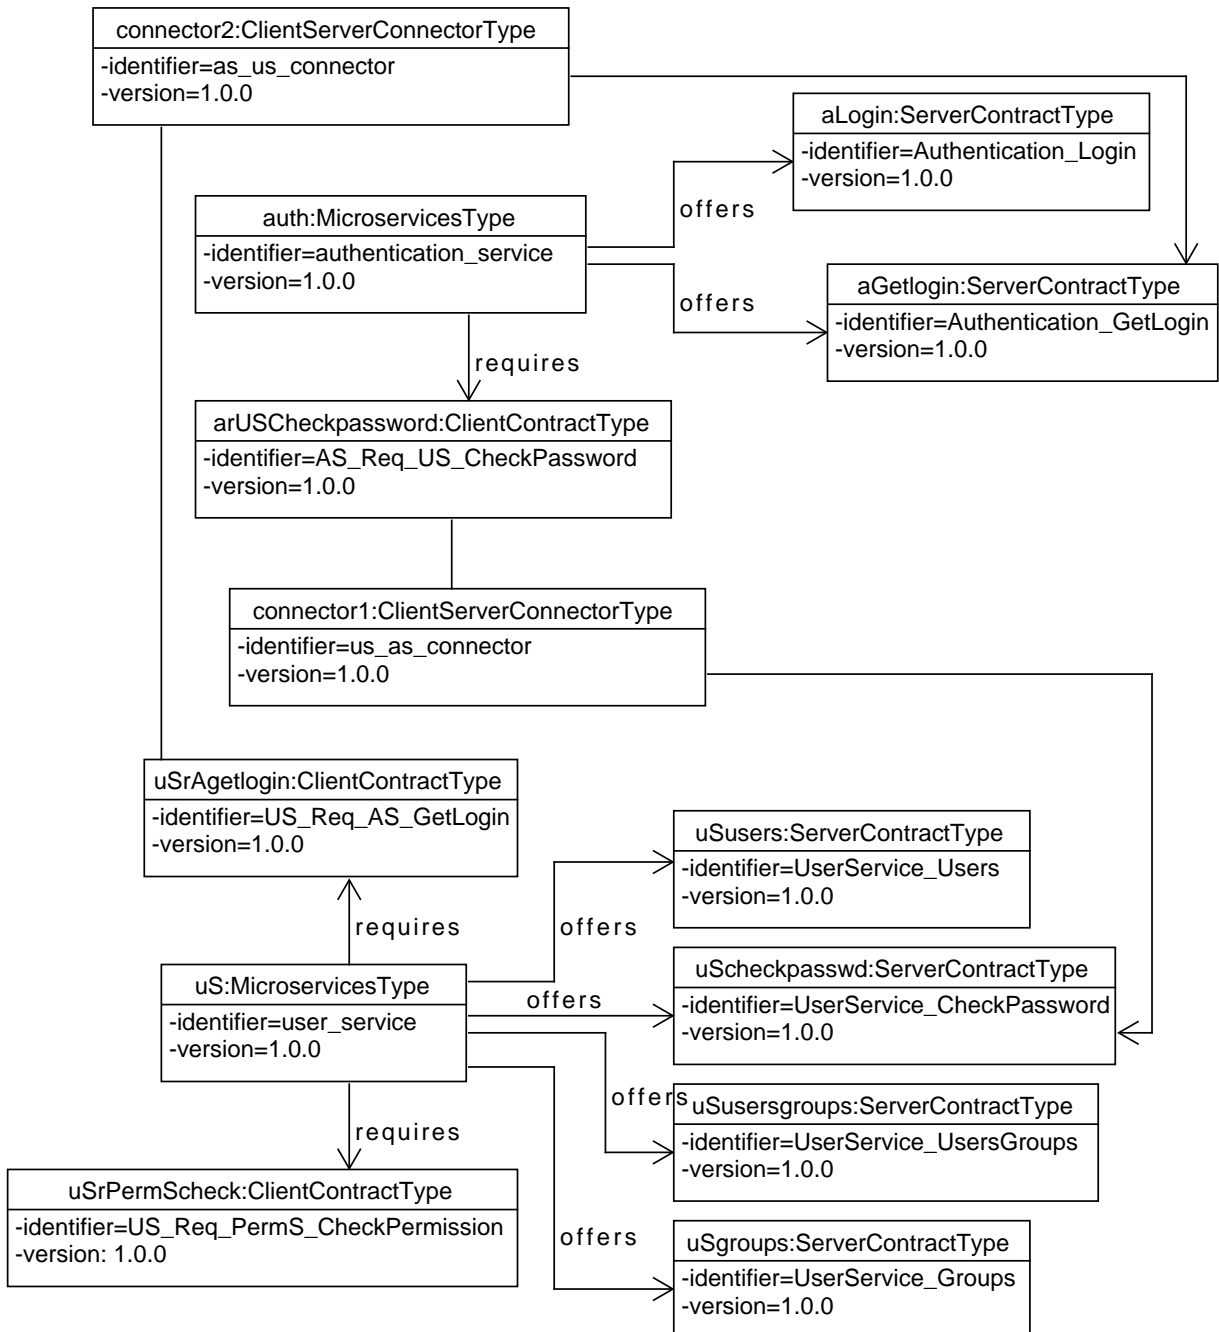 connector2:ClientServerConnectorType
-identifier=as_us_connector
-version=1.0.0
aLogin:ServerContractType
-identifier=Authentication_Login
-version=1.0.0
offers
auth:MicroservicesType
-identifier=authentication_service
-version=1.0.0
offers
aGetlogin:ServerContractType
-identifier=Authentication_GetLogin
-version=1.0.0
requires
arUSCheckpassword:ClientContractType
-identifier=AS_Req_US_CheckPassword
-version=1.0.0
connector1:ClientServerConnectorType
-identifier=us_as_connector
-version=1.0.0
uSrAgetlogin:ClientContractType
-identifier=US_Req_AS_GetLogin
-version=1.0.0
uSusers:ServerContractType
-identifier=UserService_Users
-version=1.0.0
requires
offers
uS:MicroservicesType
-identifier=user_service
-version=1.0.0
offers
uScheckpasswd:ServerContractType
-identifier=UserService_CheckPassword
-version=1.0.0
offers
uSusersgroups:ServerContractType
-identifier=UserService_UsersGroups
-version=1.0.0
requires
uSrPermScheck:ClientContractType
-identifier=US_Req_PermS_CheckPermission
-version: 1.0.0
offers
uSgroups:ServerContractType
-identifier=UserService_Groups
-version=1.0.0